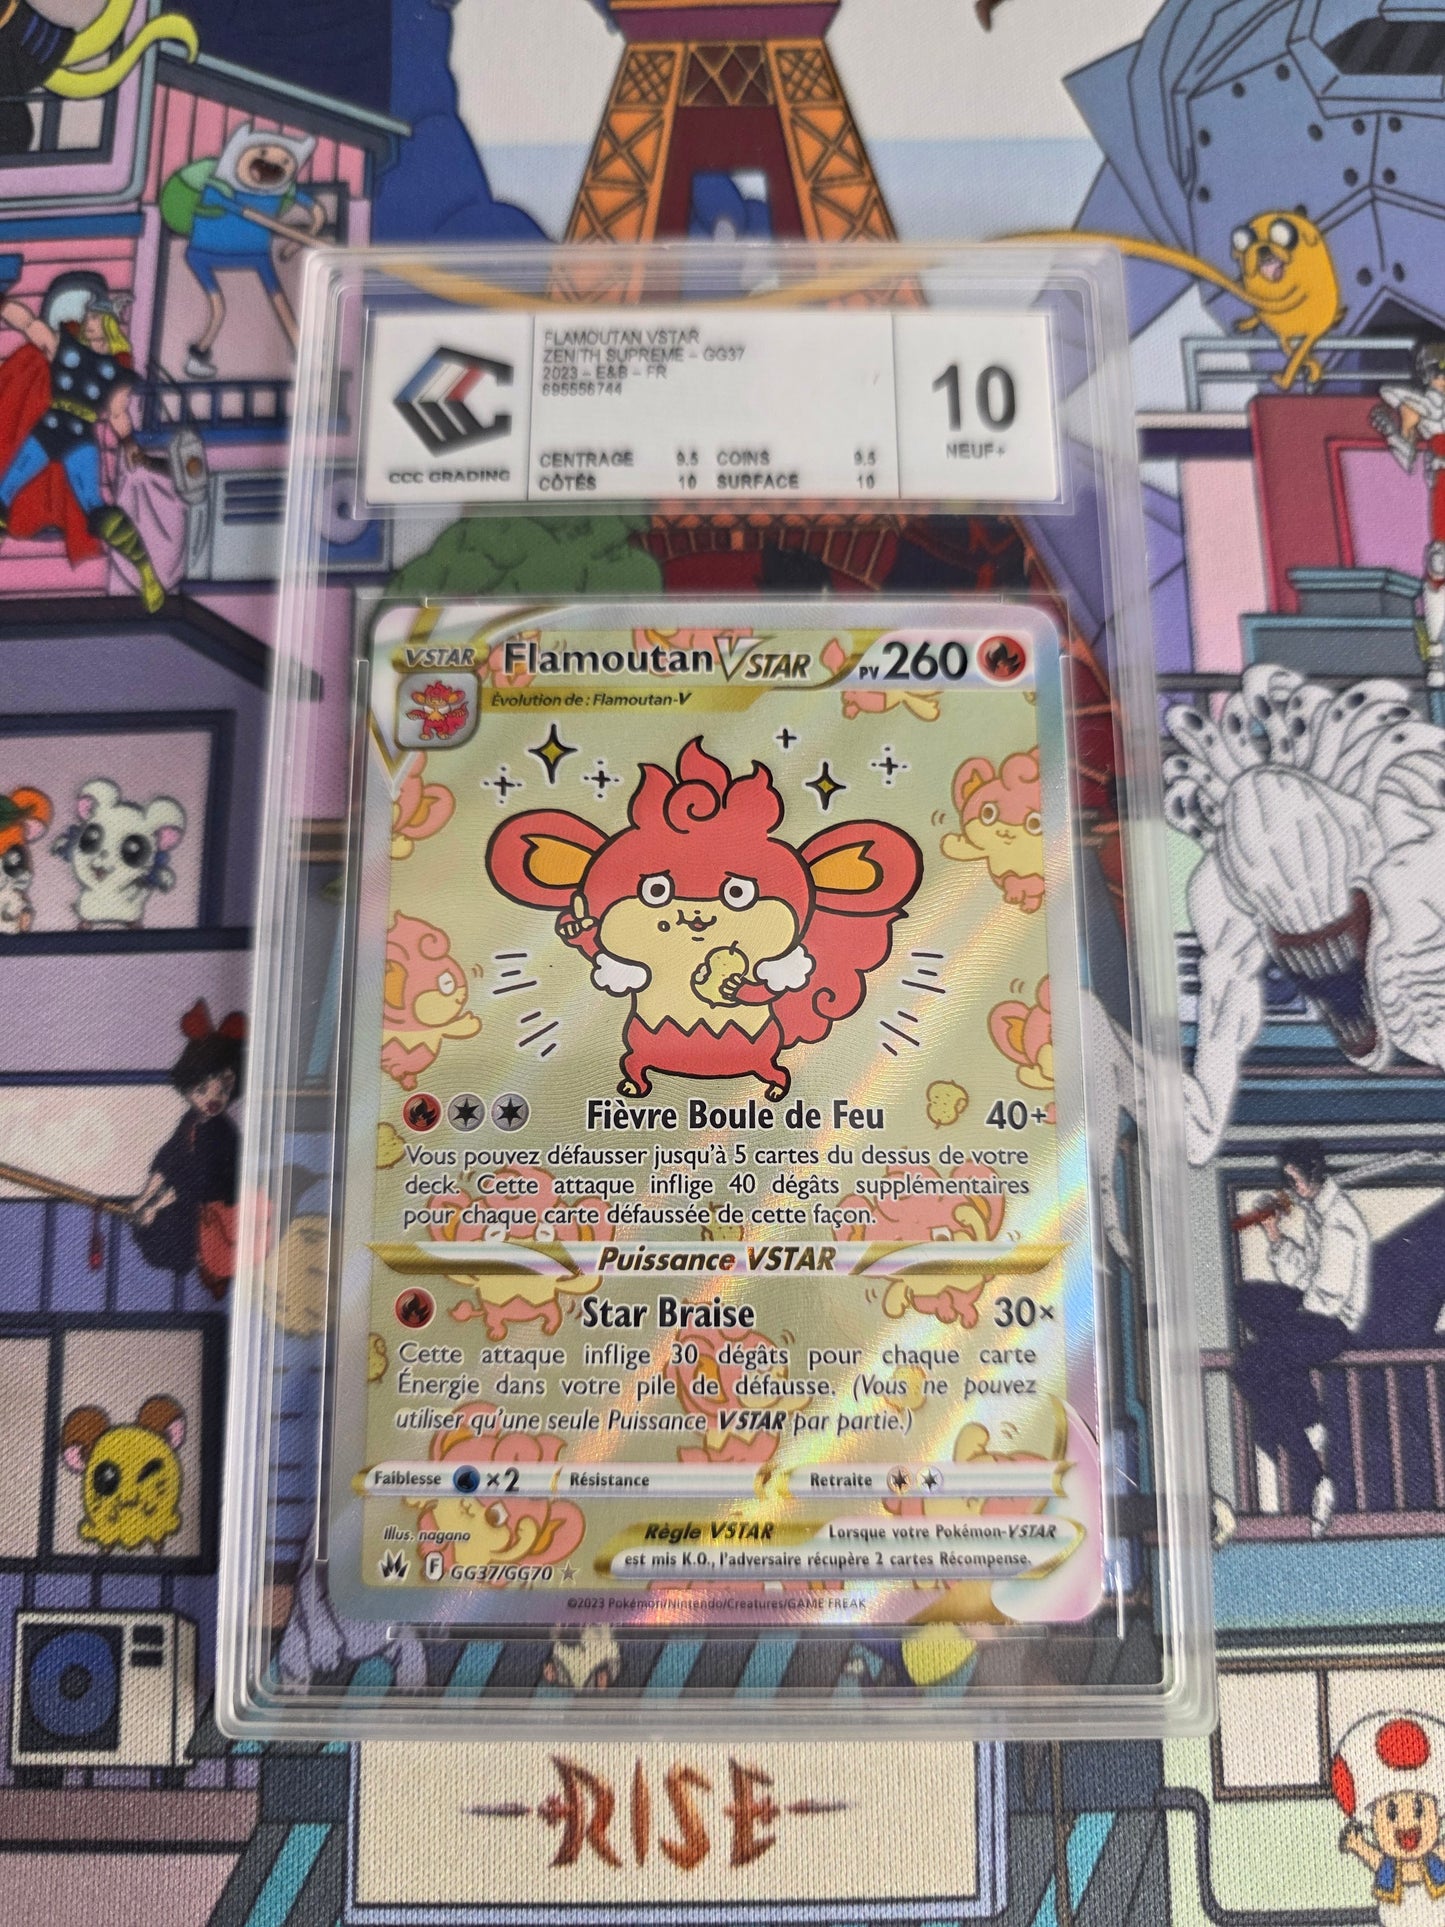 FLAMOUTAN VSTAR
ZENITH SUPREME - GG37
2023 - E&B - FR
695556744
CENTRAGE 9.5 COINS 9.5
CÔTÉS 10 SURFACE 10
10
NEUF+
CCC GRADING
VSTAR Flamoutan VSTAR PV 260
Évolution de : Flamoutan-V
Fièvre Boule de Feu 40+
Vous pouvez défausser jusqu'à 5 cartes du dessus de votre
deck. Cette attaque inflige 40 dégâts supplémentaires
pour chaque carte défaussée de cette façon.
Puissance VSTAR
Star Braise 30×
Cette attaque inflige 30 dégâts pour chaque carte
Énergie dans votre pile de défausse. (Vous ne pouvez
utiliser qu'une seule Puissance VSTAR par partie.)
Faiblesse ×2 Résistance Retraite
Illus. nagano
Règle VSTAR Lorsque votre Pokémon-VSTAR
est mis K.O., l'adversaire récupère 2 cartes Récompense.
F GG37/GG70
©2023 Pokémon/Nintendo/Creatures/GAME FREAK
RISE